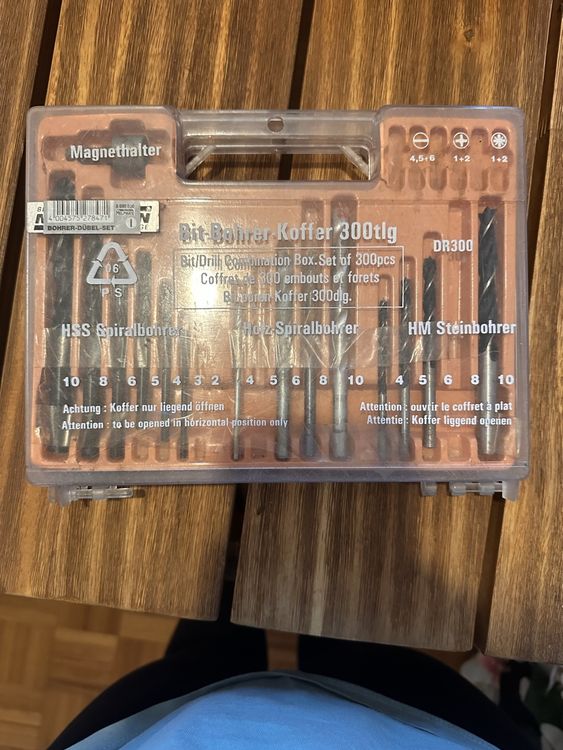 Magnethalter
4,5+6 1+2 1+2
4 004575 278471
BOHRER-DÜBEL-SET
Bit-Bohrer-Koffer 300tlg
Bit/Drill Combination Box. Set of 300pcs
Coffret de 300 embouts et forets
Koffer 300dlg.
DR300
06
PS
HSS Spiralbohrer Holz-Spiralbohrer HM Steinbohrer
10 8 6 5 4 3 2 4 5 6 8 10 4 5 6 8 10
Achtung : Koffer nur liegend öffnen
Attention : to be opened in horizontal position only
Attention : ouvrir le coffret à plat
Attentie : Koffer liggend openen